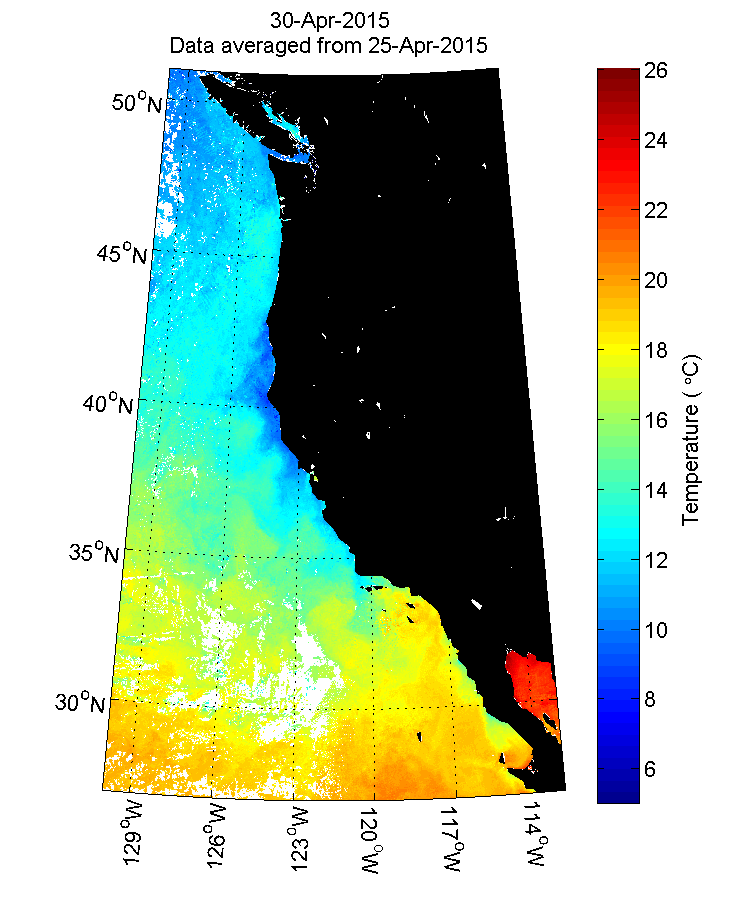 30-Apr-2015
Data averaged from 25-Apr-2015
50°N
45°N
40°N
35°N
30°N
129°W
126°W
123°W
120°W
117°W
114°W
26
24
22
20
18
16
14
12
10
8
6
Temperature ( °C)